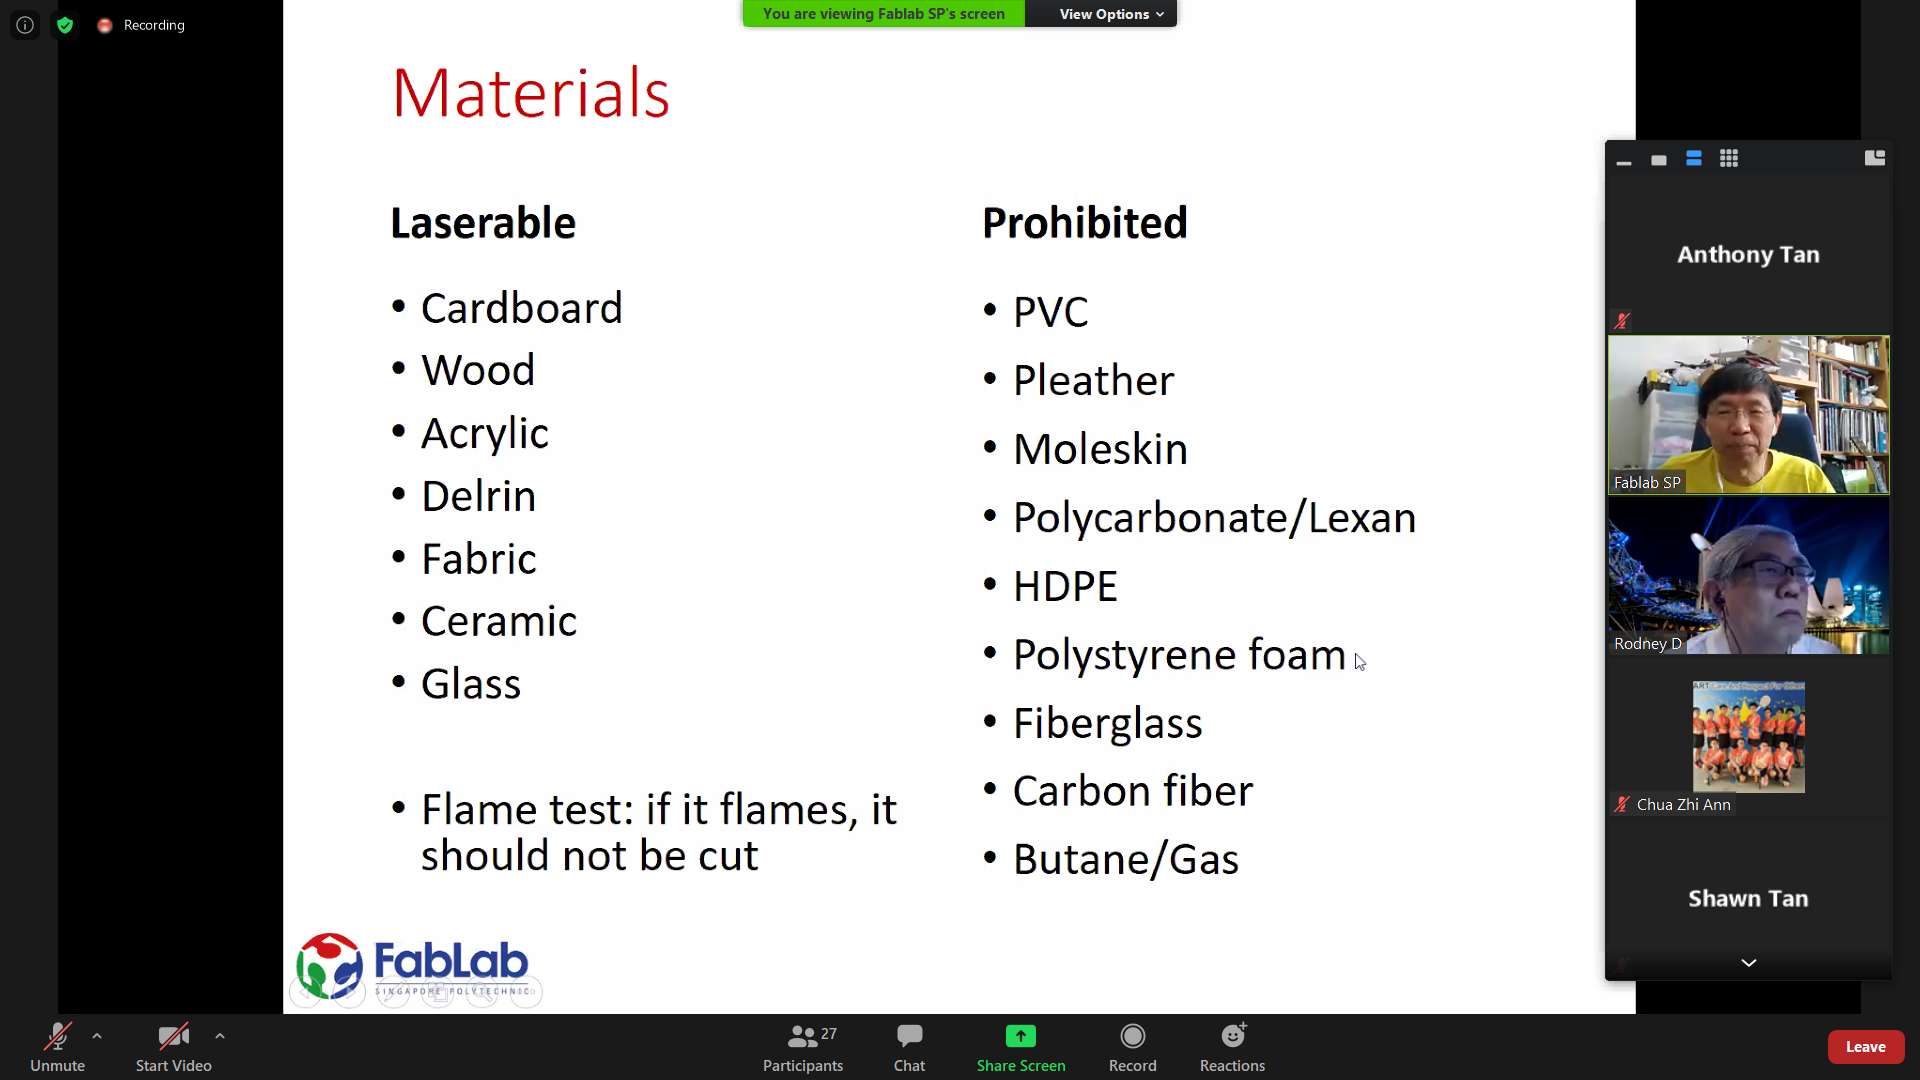 Recording
You are viewing Fablab SP's screen
View Options
Materials
Laserable
• Cardboard
• Wood
• Acrylic
• Delrin
• Fabric
• Ceramic
• Glass
• Flame test: if it flames, it
should not be cut
Prohibited
• PVC
• Pleather
• Moleskin
• Polycarbonate/Lexan
• HDPE
• Polystyrene foam
• Fiberglass
• Carbon fiber
• Butane/Gas
FabLab
SINGAPORE POLYTECHNIC
Anthony Tan
Fablab SP
Rodney D
Chua Zhi Ann
Shawn Tan
Unmute
Start Video
27
Participants
Chat
Share Screen
Record
Reactions
Leave